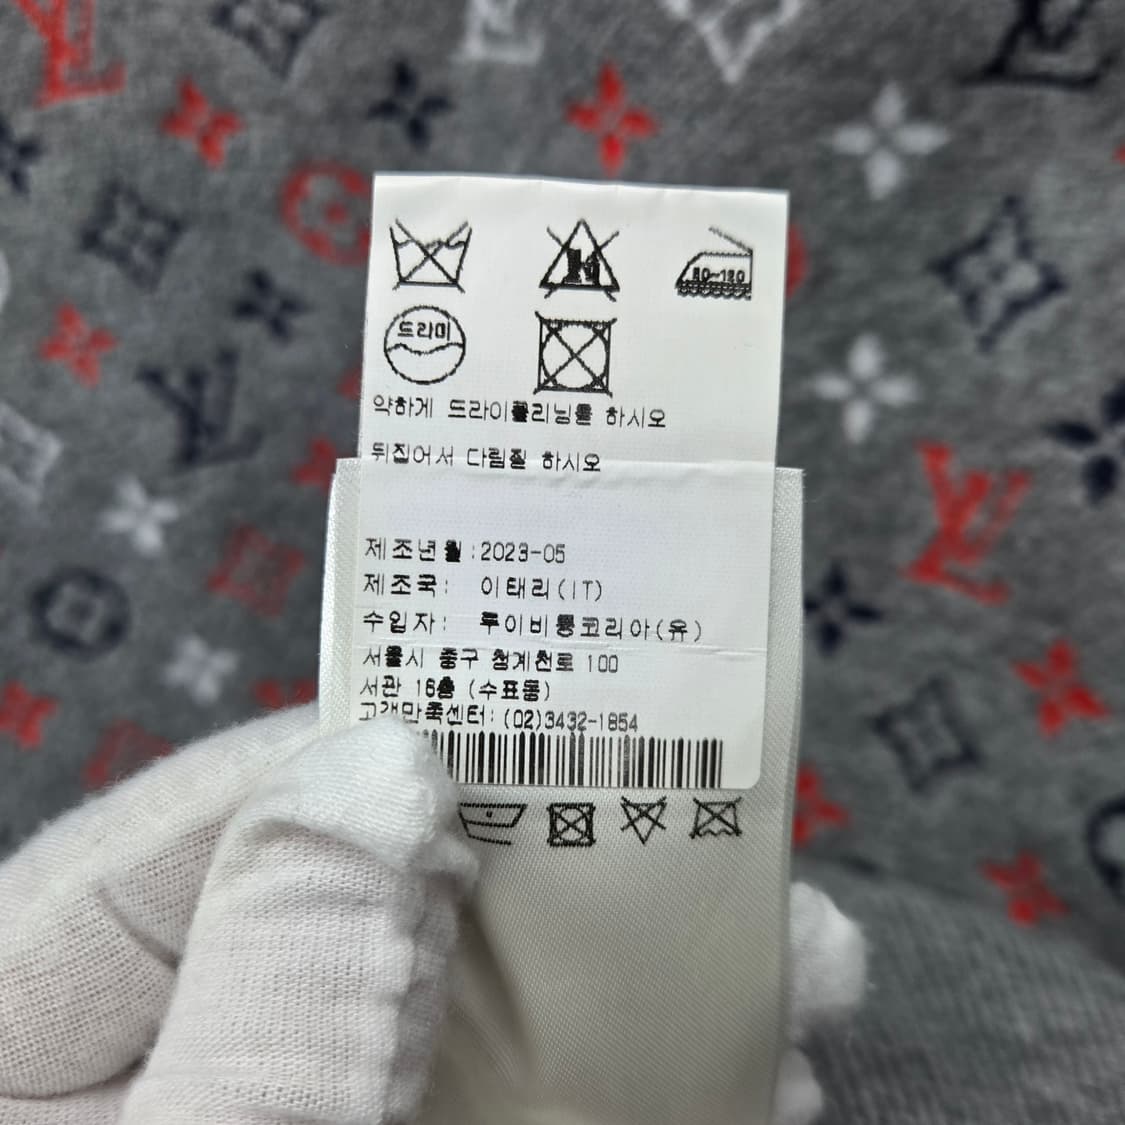 80~120
드라이
약하게 드라이클리닝를 하시오
뒤집어서 다림질 하시오
제조년월:2023-05
제조국: 이태리(IT)
수입자: 루이비통코리아(유)
서울시 중구 청계천로 100
서관 16층 (수표동)
고객만족센터:(02)3432-1854